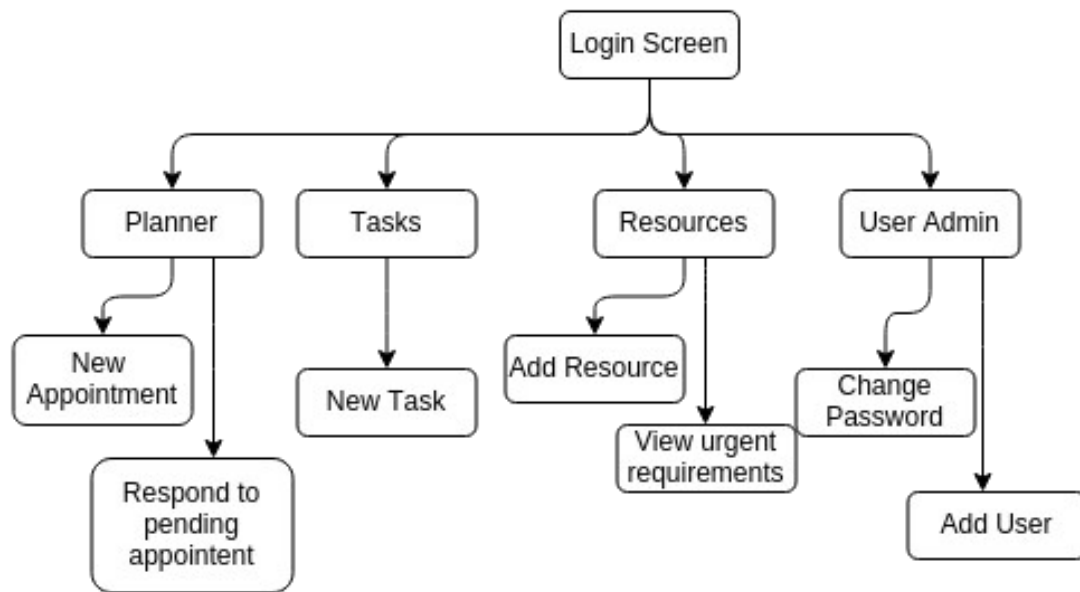 Login Screen
Planner
Tasks
Resources
User Admin
New
Appointment
Respond to
pending
appointent
New Task
Add Resource
View urgent
requirements
Change
Password
Add User